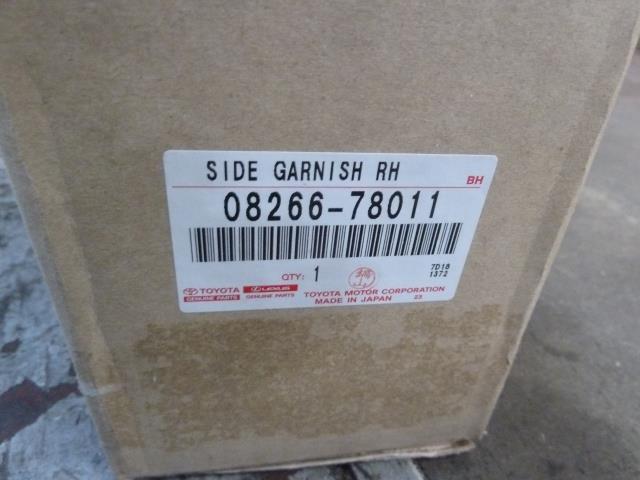 SIDE GARNISH RH
BH
08266-78011
QTY: 1
7D18
1372
TOYOTA LEXUS TOYOTA MOTOR CORPORATION
GENUINE PARTS GENUINE PARTS MADE IN JAPAN 23